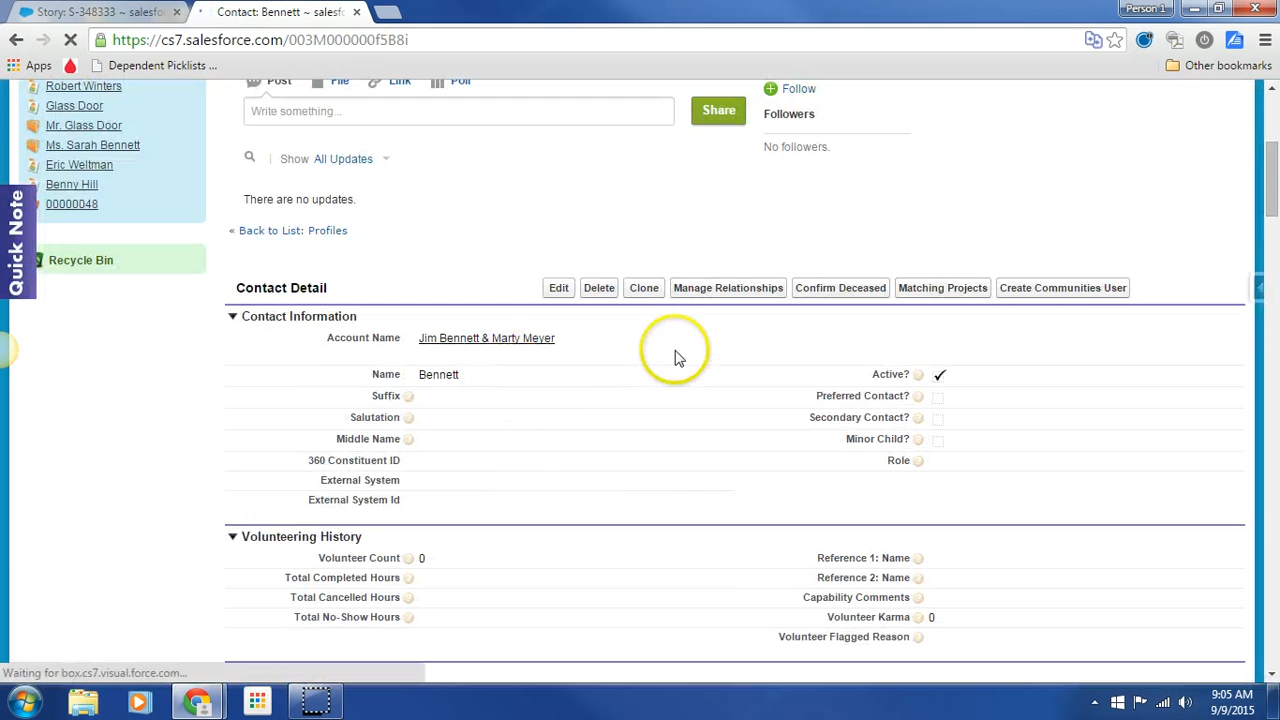 Story: S-348333 ~ salesfo
Contact: Bennett ~ salesfo
Person 1
https://cs7.salesforce.com/003M000000f5B8i
Apps
Dependent Picklists ...
Other bookmarks
Robert Winters
Glass Door
Mr. Glass Door
Ms. Sarah Bennett
Eric Weltman
Benny Hill
00000048
Recycle Bin
Quick Note
Post File Link Poll
Write something...
Share
Follow
Followers
No followers.
Show All Updates
There are no updates.
« Back to List: Profiles
Contact Detail
Edit Delete Clone Manage Relationships Confirm Deceased Matching Projects Create Communities User
Contact Information
Account Name Jim Bennett & Marty Meyer
Name Bennett Active?
Suffix Preferred Contact?
Salutation Secondary Contact?
Middle Name Minor Child?
360 Constituent ID Role
External System
External System Id
Volunteering History
Volunteer Count 0 Reference 1: Name
Total Completed Hours Reference 2: Name
Total Cancelled Hours Capability Comments
Total No-Show Hours Volunteer Karma 0
Volunteer Flagged Reason
Waiting for box.cs7.visual.force.com...
9:05 AM
9/9/2015